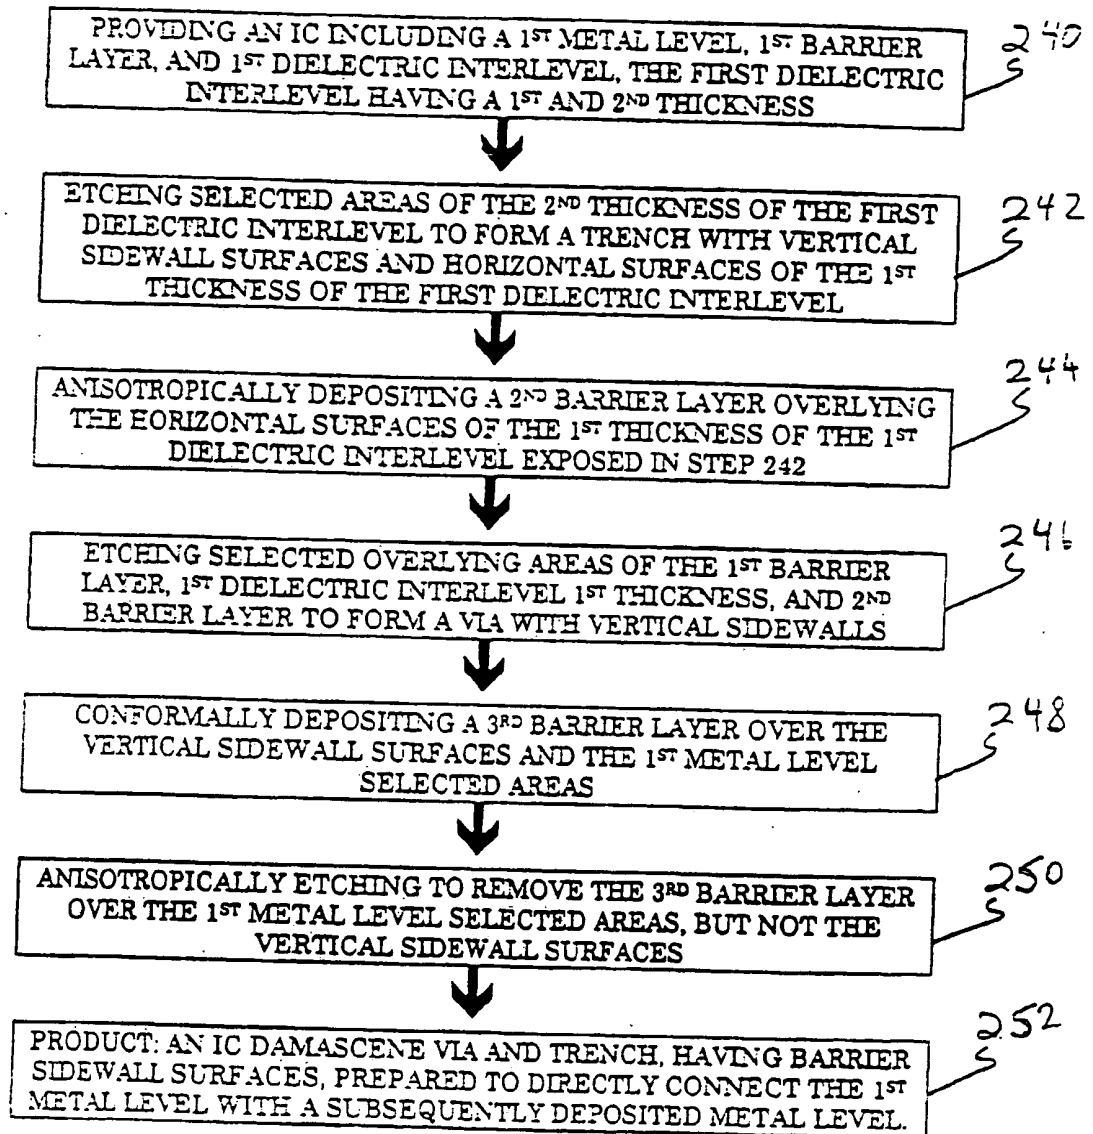 PROVIDING AN IC INCLUDING A 1ST METAL LEVEL, 1ST BARRIER
LAYER, AND 1ST DIELECTRIC INTERLEVEL, THE FIRST DIELECTRIC
INTERLEVEL HAVING A 1ST AND 2ND THICKNESS
240
ETCHING SELECTED AREAS OF THE 2ND THICKNESS OF THE FIRST
DIELECTRIC INTERLEVEL TO FORM A TRENCH WITH VERTICAL
SIDEWALL SURFACES AND HORIZONTAL SURFACES OF THE 1ST
THICKNESS OF THE FIRST DIELECTRIC INTERLEVEL
242
ANISOTROPICALLY DEPOSITING A 2ND BARRIER LAYER OVERLYING
THE HORIZONTAL SURFACES OF THE 1ST THICKNESS OF THE 1ST
DIELECTRIC INTERLEVEL EXPOSED IN STEP 242
244
ETCHING SELECTED OVERLYING AREAS OF THE 1ST BARRIER
LAYER, 1ST DIELECTRIC INTERLEVEL 1ST THICKNESS, AND 2ND
BARRIER LAYER TO FORM A VIA WITH VERTICAL SIDEWALLS
246
CONFORMALLY DEPOSITING A 3RD BARRIER LAYER OVER THE
VERTICAL SIDEWALL SURFACES AND THE 1ST METAL LEVEL
SELECTED AREAS
248
ANISOTROPICALLY ETCHING TO REMOVE THE 3RD BARRIER LAYER
OVER THE 1ST METAL LEVEL SELECTED AREAS, BUT NOT THE
VERTICAL SIDEWALL SURFACES
250
PRODUCT: AN IC DAMASCENE VIA AND TRENCH, HAVING BARRIER
SIDEWALL SURFACES, PREPARED TO DIRECTLY CONNECT THE 1ST
METAL LEVEL WITH A SUBSEQUENTLY DEPOSITED METAL LEVEL.
252